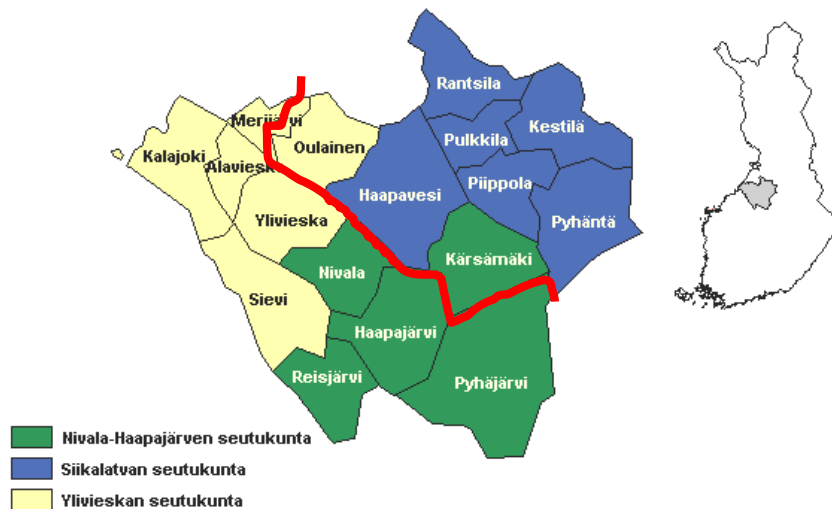 Rantsila
Merijärvi
Oulainen
Pulkkila
Kestilä
Kalajoki
Alavieska
Piippola
Haapavesi
Ylivieska
Pyhäntä
Nivala
Kärsämäki
Sievi
Haapajärvi
Reisjärvi
Pyhäjärvi
Nivala-Haapajärven seutukunta
Siikalatvan seutukunta
Ylivieskan seutukunta